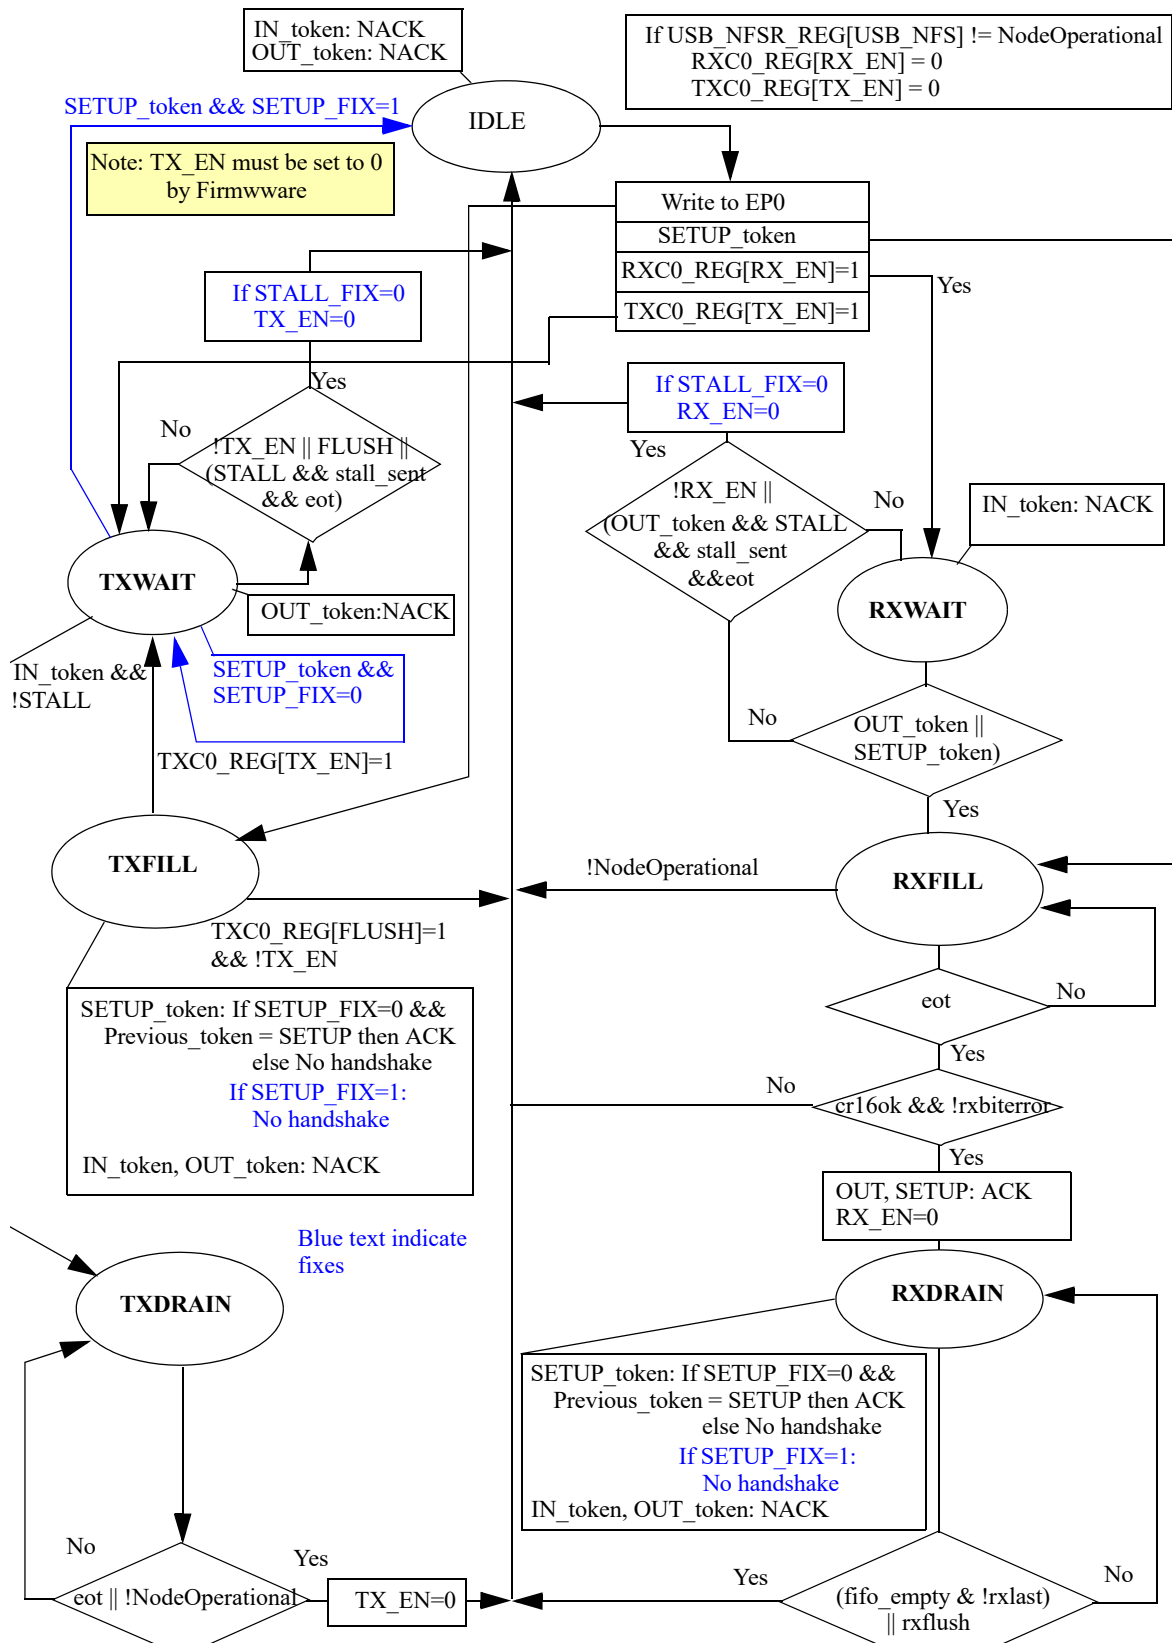 IN_token: NACK
OUT_token: NACK
If USB_NFSR_REG[USB_NFS] != NodeOperational
RXC0_REG[RX_EN] = 0
TXC0_REG[TX_EN] = 0
SETUP_token && SETUP_FIX=1
IDLE
Note: TX_EN must be set to 0
by Firmwware
Write to EP0
SETUP_token
RXC0_REG[RX_EN]=1
TXC0_REG[TX_EN]=1
Yes
If STALL_FIX=0
TX_EN=0
Yes
No
!TX_EN || FLUSH ||
(STALL && stall_sent
&& eot)
If STALL_FIX=0
RX_EN=0
Yes
No
!RX_EN ||
(OUT_token && STALL
&& stall_sent
&&eot
IN_token: NACK
TXWAIT
OUT_token:NACK
RXWAIT
IN_token &&
!STALL
SETUP_token &&
SETUP_FIX=0
TXC0_REG[TX_EN]=1
No
OUT_token ||
SETUP_token)
Yes
TXFILL
!NodeOperational
RXFILL
TXC0_REG[FLUSH]=1
&& !TX_EN
eot
No
Yes
SETUP_token: If SETUP_FIX=0 &&
Previous_token = SETUP then ACK
else No handshake
If SETUP_FIX=1:
No handshake
IN_token, OUT_token: NACK
No
cr16ok && !rxbiterror
Yes
OUT, SETUP: ACK
RX_EN=0
Blue text indicate
fixes
TXDRAIN
RXDRAIN
SETUP_token: If SETUP_FIX=0 &&
Previous_token = SETUP then ACK
else No handshake
If SETUP_FIX=1:
No handshake
IN_token, OUT_token: NACK
No
eot || !NodeOperational
Yes
TX_EN=0
Yes
(fifo_empty & !rxlast)
|| rxflush
No